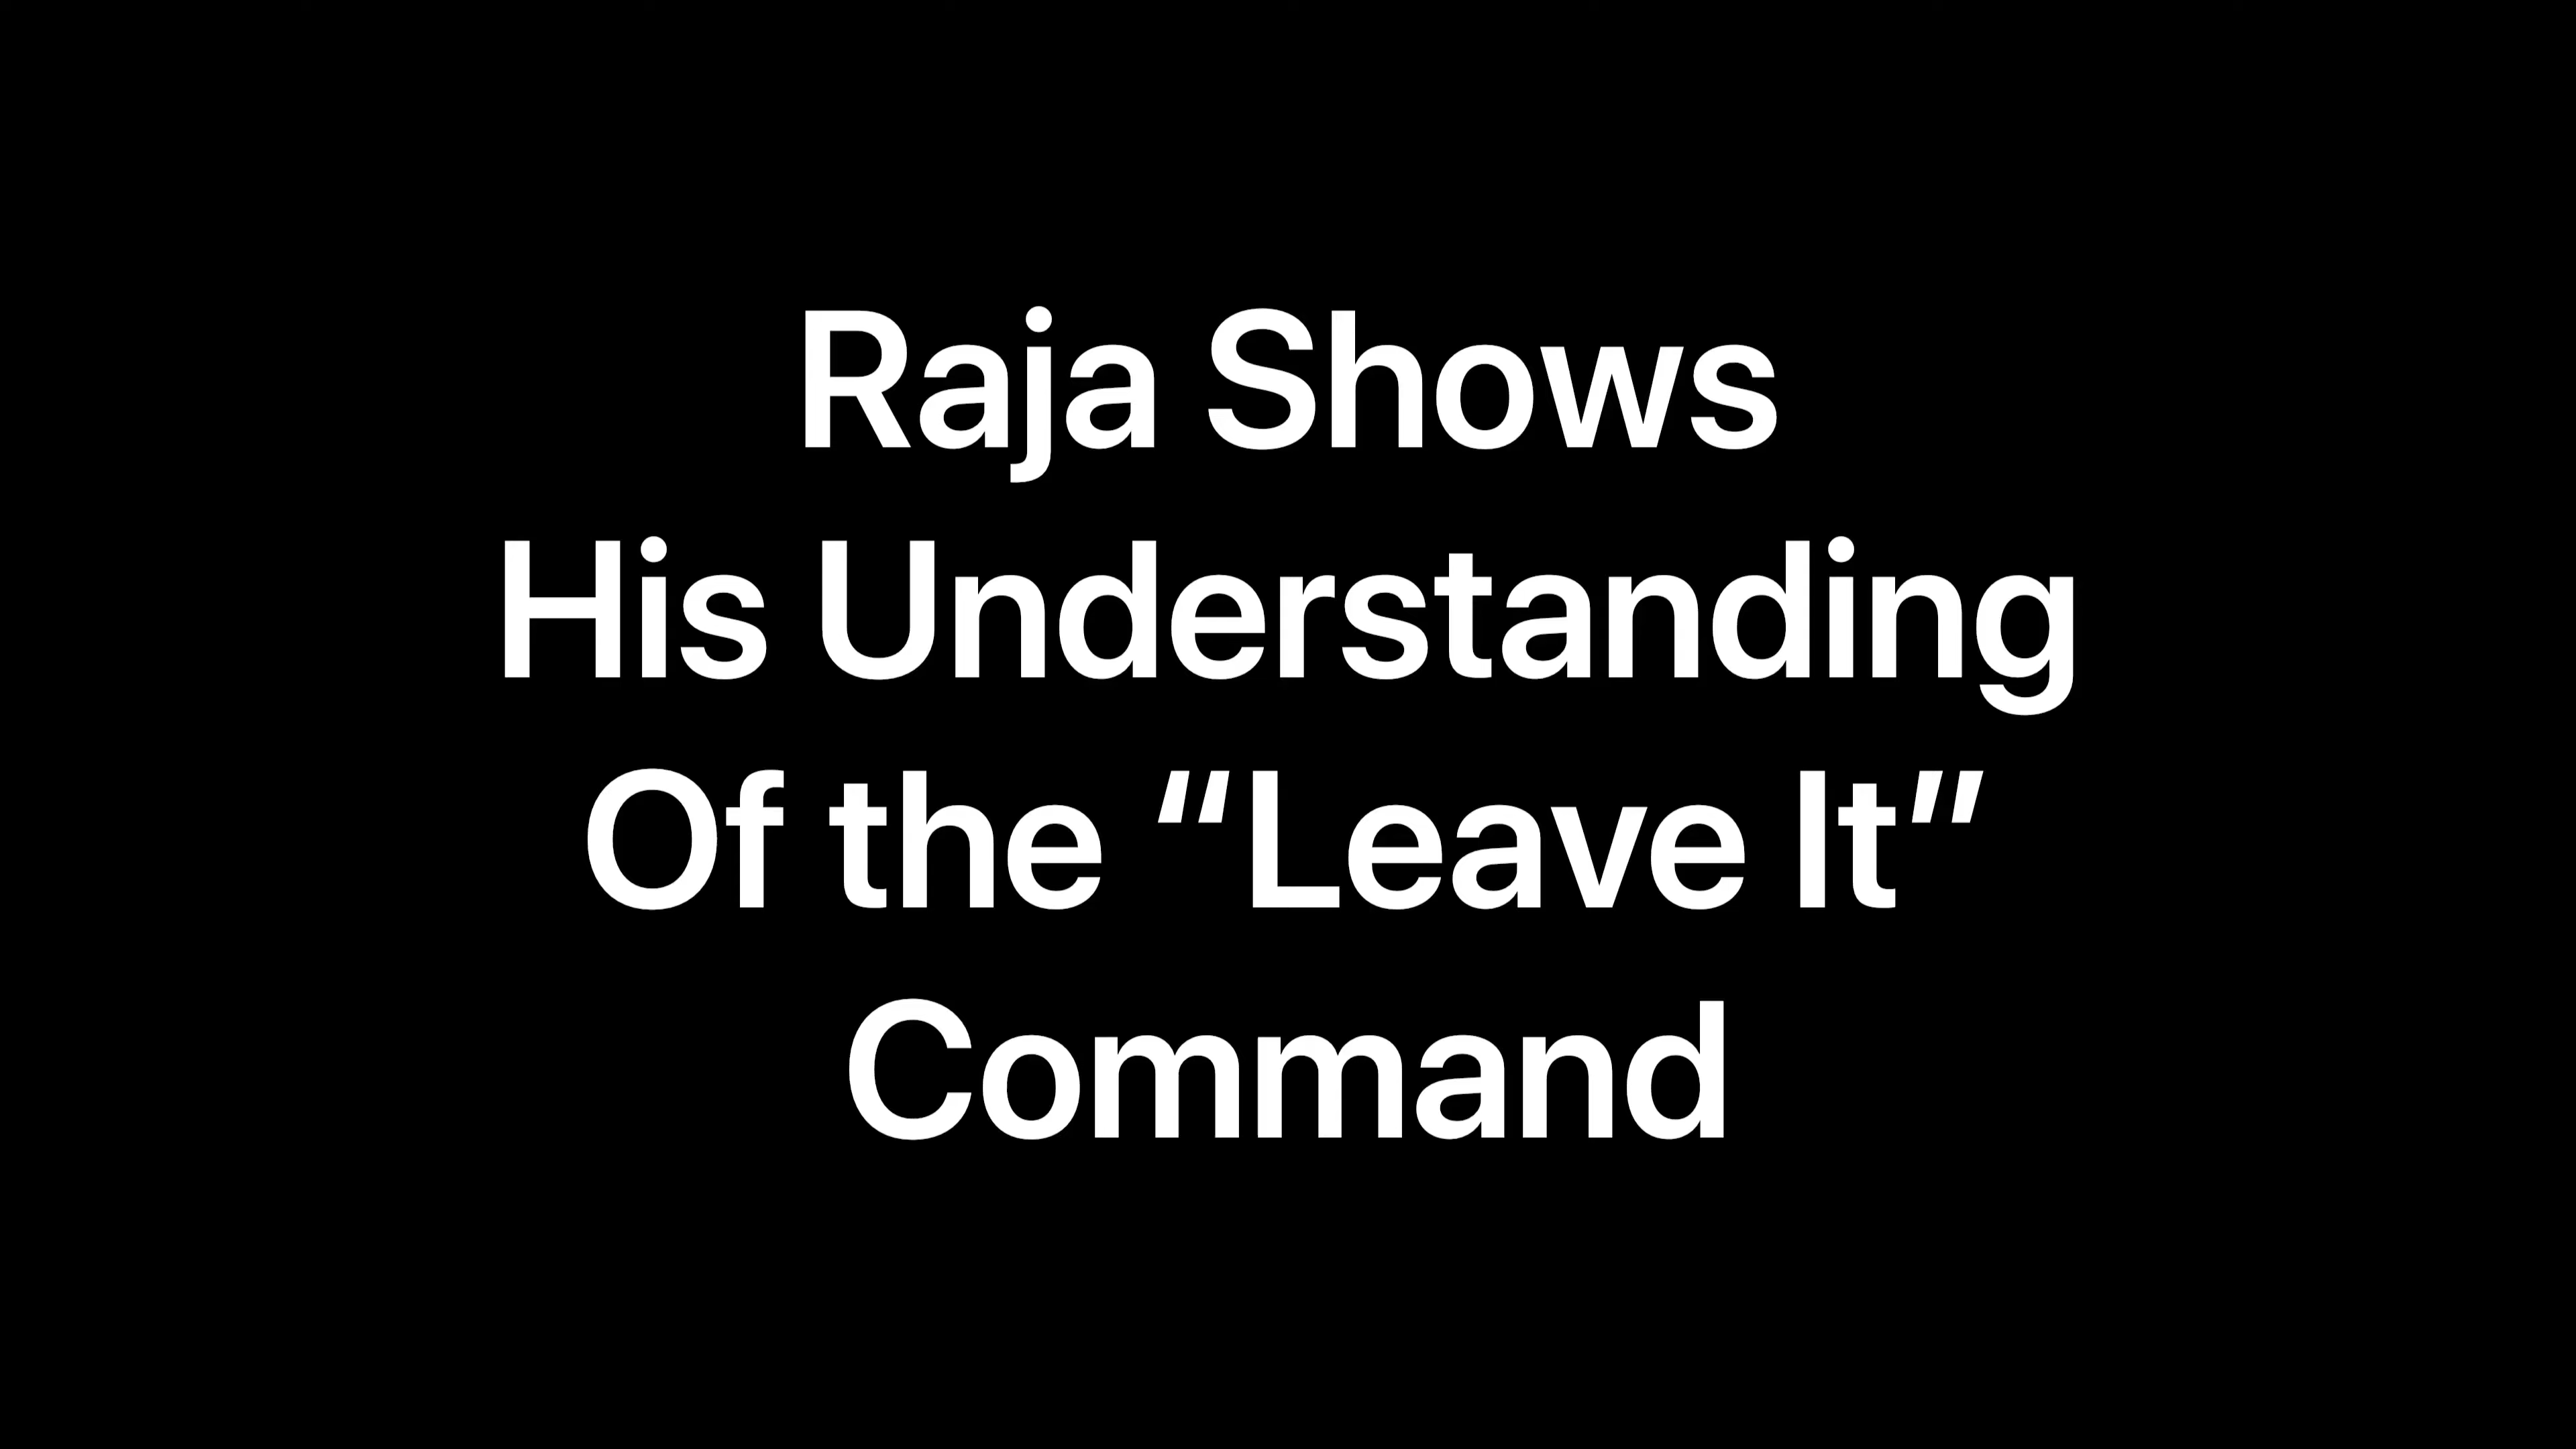 Raja Shows
His Understanding
Of the “Leave It”
Command